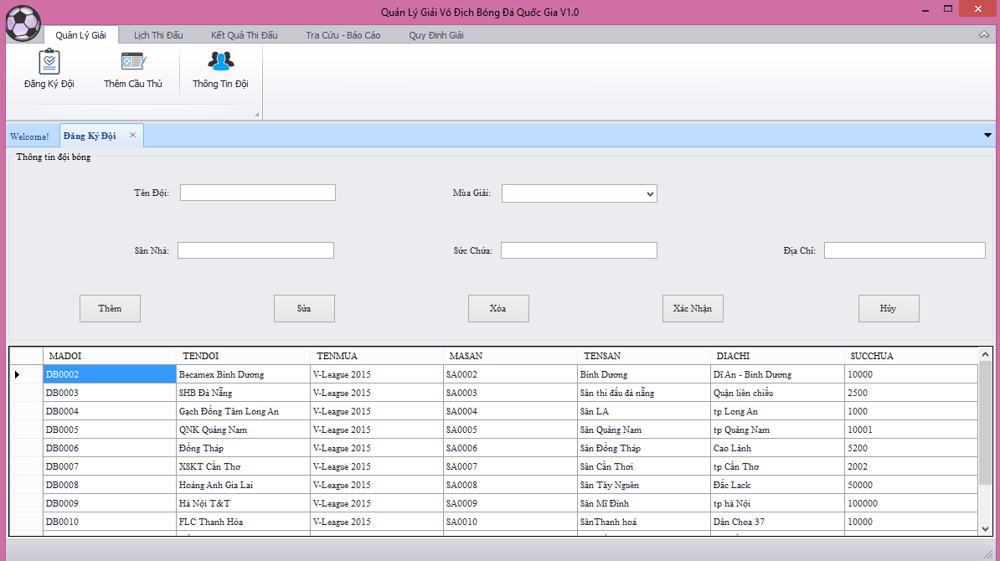 Quản Lý Giải Vô Địch Bóng Đá Quốc Gia V1.0
Quản Lý Giải Lịch Thi Đấu Kết Quả Thi Đấu Tra Cứu - Báo Cáo Quy Đinh Giải
Đăng Ký Đội Thêm Cầu Thủ Thông Tin Đội
Welcome! Đăng Ký Đội
Thông tin đội bóng
Tên Đội: Mùa Giải:
Sân Nhà: Sức Chứa: Địa Chỉ:
Thêm Sửa Xóa Xác Nhận Hủy
MADOI TENDOI TENMUA MASAN TENSAN DIACHI SUCCHUA
DB0002 Becamex Bình Dương V-League 2015 SA0002 Bình Dương Dĩ An - Bình Dương 10000
DB0003 SHB Đà Nẵng V-League 2015 SA0003 Sân thi đấu đà nẵng Quận liên chiểu 2500
DB0004 Gạch Đồng Tâm Long An V-League 2015 SA0004 Sân LA tp Long An 1000
DB0005 QNK Quảng Nam V-League 2015 SA0005 Sân Quảng Nam tp Quảng Nam 10001
DB0006 Đồng Tháp V-League 2015 SA0006 Sân Đồng Tháp Cao Lãnh 5200
DB0007 XSKT Cần Thơ V-League 2015 SA0007 Sân Cần Thơi tp Cần Thơ 2002
DB0008 Hoàng Anh Gia Lai V-League 2015 SA0008 Sân Tây Nguên Đắc Lack 50000
DB0009 Hà Nội T&T V-League 2015 SA0009 Sân Mĩ Đình tp hà Nội 100000
DB0010 FLC Thanh Hóa V-League 2015 SA0010 SânThanh hoá Dân Choa 37 10000